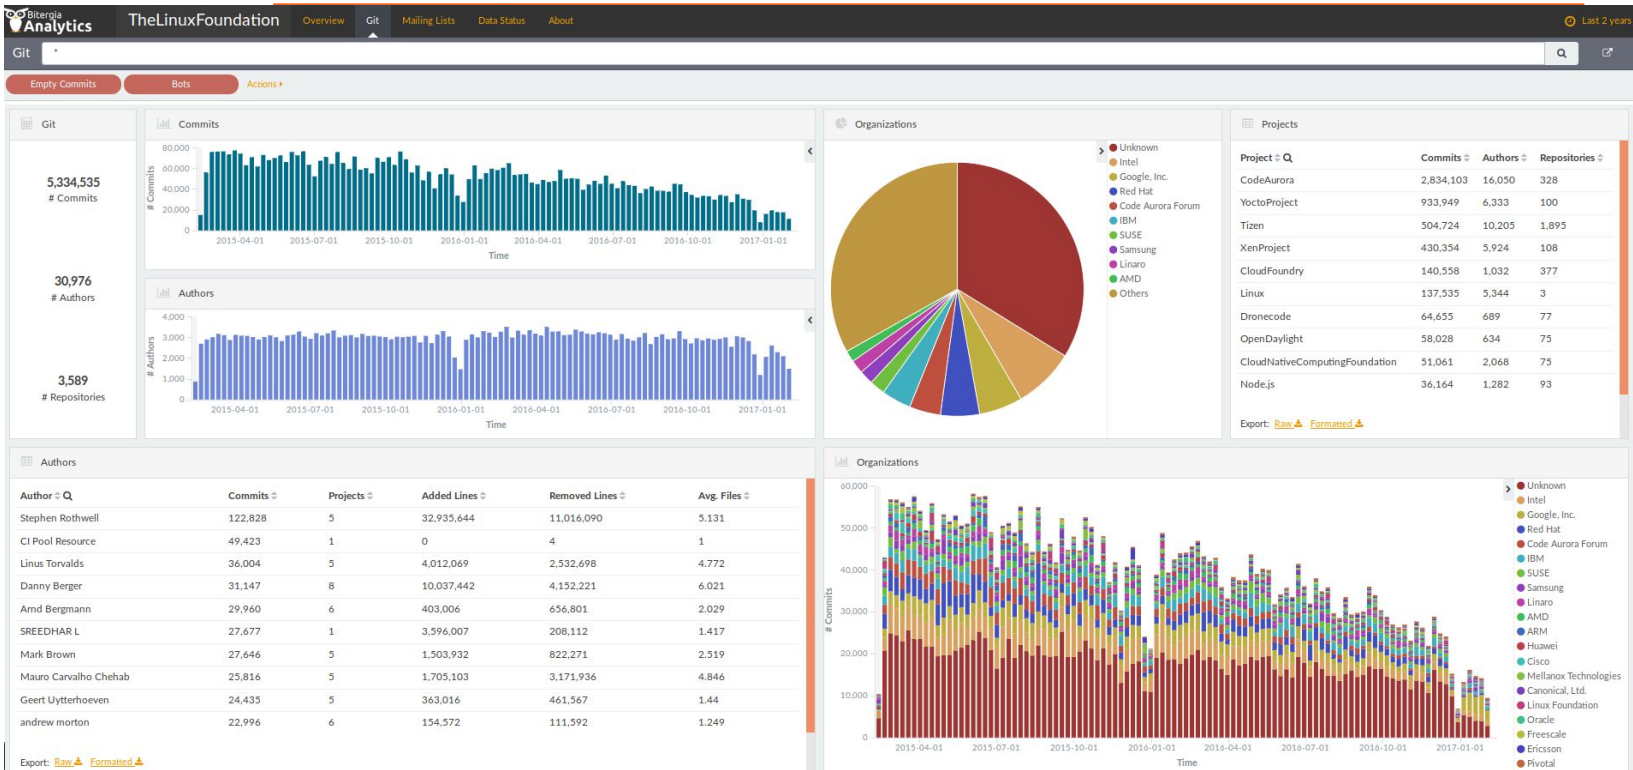 Bitergia
Analytics
TheLinuxFoundation
Overview
Git
Mailing Lists
Data Status
About
Last 2 years
Git
*
Empty Commits
Bots
Actions
Git
5,334,535
# Commits
30,976
# Authors
3,589
# Repositories
Commits
80,000
60,000
40,000
20,000
0
# Commits
2015-04-01 2015-07-01 2015-10-01 2016-01-01 2016-04-01 2016-07-01 2016-10-01 2017-01-01
Time
Authors
4,000
3,000
2,000
1,000
0
# Authors
2015-04-01 2015-07-01 2015-10-01 2016-01-01 2016-04-01 2016-07-01 2016-10-01 2017-01-01
Time
Organizations
Unknown
Intel
Google, Inc.
Red Hat
Code Aurora Forum
IBM
SUSE
Samsung
Linaro
AMD
Others
Projects
Project Commits Authors Repositories
CodeAurora 2,834,103 16,050 328
YoctoProject 933,949 6,333 100
Tizen 504,724 10,205 1,895
XenProject 430,354 5,924 108
CloudFoundry 140,558 1,032 377
Linux 137,535 5,344 3
Dronecode 64,655 689 77
OpenDaylight 58,028 634 75
CloudNativeComputingFoundation 51,061 2,068 75
Node.js 36,164 1,282 93
Export: Raw Formatted
Authors
Author Commits Projects Added Lines Removed Lines Avg. Files
Stephen Rothwell 122,828 5 32,935,644 11,016,090 5.131
CI Pool Resource 49,423 1 0 4 1
Linus Torvalds 36,004 5 4,012,069 2,532,698 4.772
Danny Berger 31,147 8 10,037,442 4,152,221 6.021
Arnd Bergmann 29,960 6 403,006 656,801 2.029
SREEDHAR L 27,677 1 3,596,007 208,112 1.417
Mark Brown 27,646 5 1,503,932 822,271 2.519
Mauro Carvalho Chehab 25,816 5 1,705,103 3,171,936 4.846
Geert Uytterhoeven 24,435 5 363,016 461,567 1.44
andrew morton 22,996 6 154,572 111,592 1.249
Export: Raw Formatted
Organizations
60,000
50,000
40,000
30,000
20,000
10,000
0
# Commits
2015-04-01 2015-07-01 2015-10-01 2016-01-01 2016-04-01 2016-07-01 2016-10-01 2017-01-01
Time
Unknown
Intel
Google, Inc.
Red Hat
Code Aurora Forum
IBM
SUSE
Samsung
Linaro
AMD
ARM
Huawei
Cisco
Mellanox Technologies
Canonical, Ltd.
Linux Foundation
Oracle
Freescale
Ericsson
Pivotal